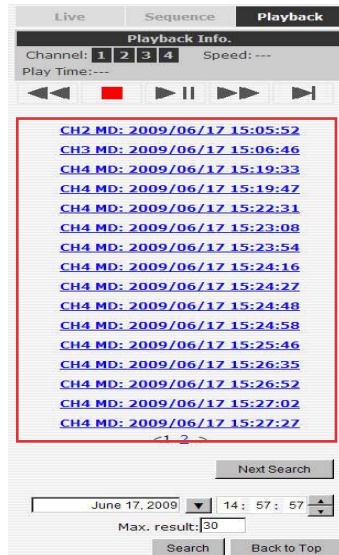 Live Sequence Playback
Playback Info.
Channel: 1 2 3 4 Speed: ---
Play Time:---
CH2 MD: 2009/06/17 15:05:52
CH3 MD: 2009/06/17 15:06:46
CH4 MD: 2009/06/17 15:19:33
CH4 MD: 2009/06/17 15:19:47
CH4 MD: 2009/06/17 15:22:31
CH4 MD: 2009/06/17 15:23:08
CH4 MD: 2009/06/17 15:23:54
CH4 MD: 2009/06/17 15:24:16
CH4 MD: 2009/06/17 15:24:27
CH4 MD: 2009/06/17 15:24:48
CH4 MD: 2009/06/17 15:24:58
CH4 MD: 2009/06/17 15:25:46
CH4 MD: 2009/06/17 15:26:35
CH4 MD: 2009/06/17 15:26:52
CH4 MD: 2009/06/17 15:27:02
CH4 MD: 2009/06/17 15:27:27
<1 2 >
Next Search
June 17, 2009 14: 57: 57
Max. result: 30
Search Back to Top